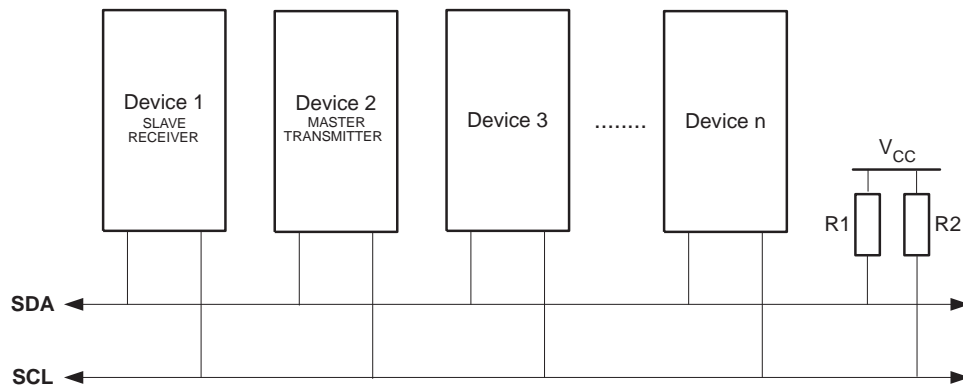 Device 1
SLAVE
RECEIVER
Device 2
MASTER
TRANSMITTER
Device 3
........
Device n
VCC
R1
R2
SDA
SCL